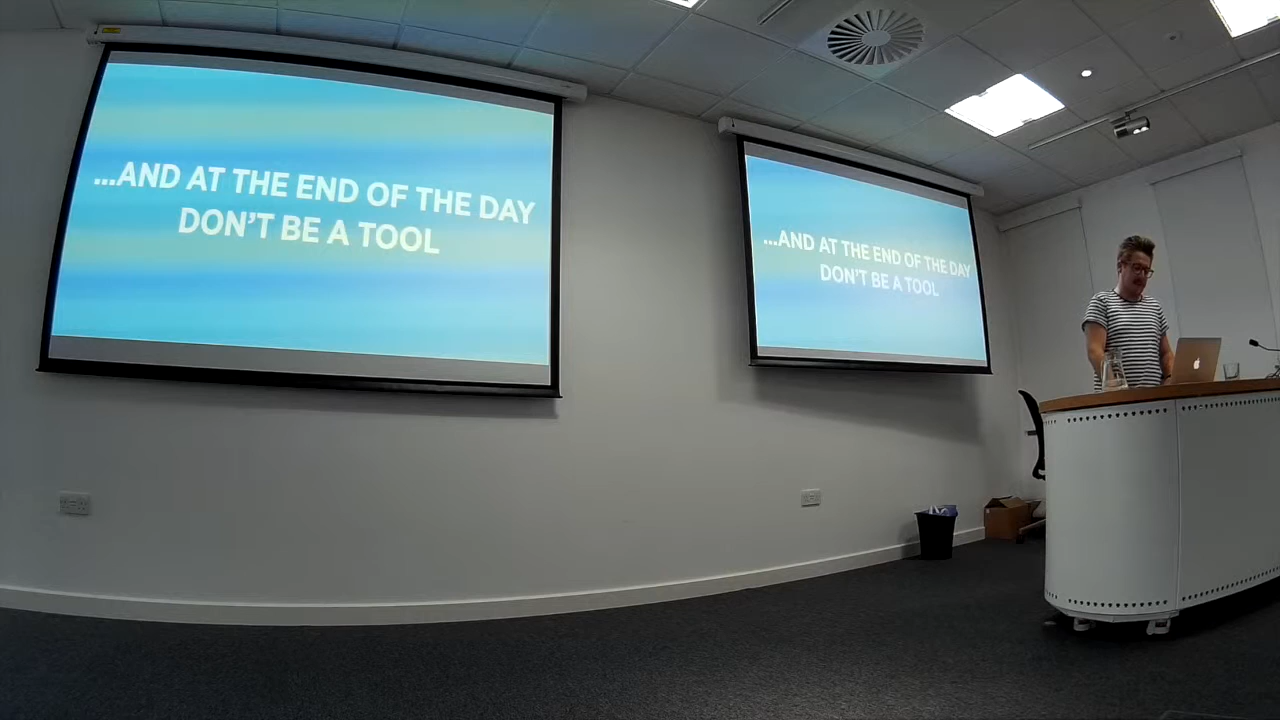 ...AND AT THE END OF THE DAY
DON'T BE A TOOL
...AND AT THE END OF THE DAY
DON'T BE A TOOL